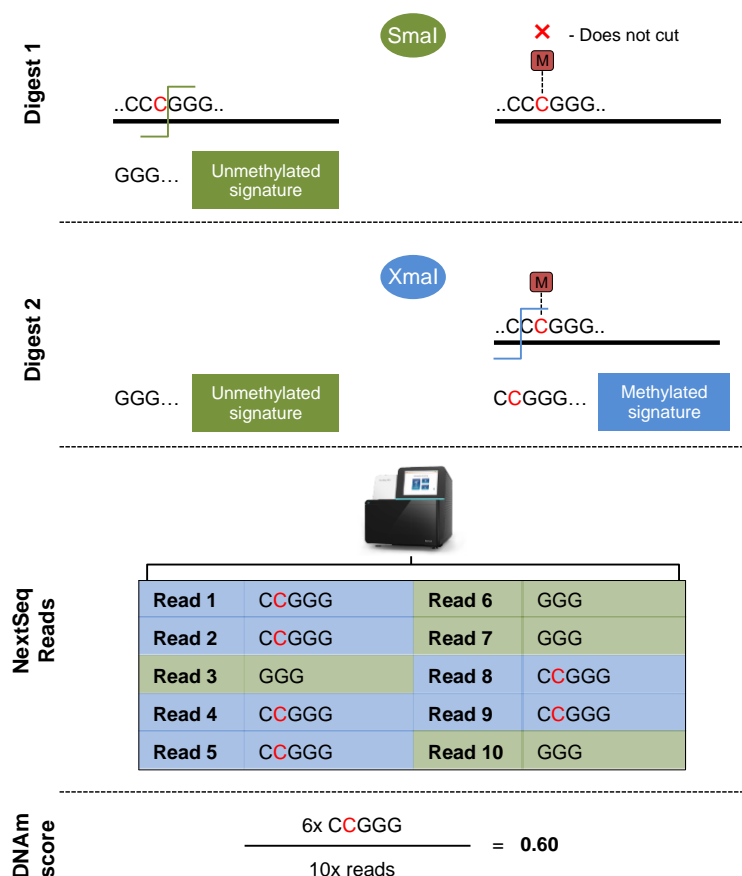 Digest 1
SmaI
✕ - Does not cut
M
..CCCGGG..
..CCCGGG..
GGG…
Unmethylated
signature
Digest 2
XmaI
M
..CCCGGG..
GGG…
Unmethylated
signature
CCGGG…
Methylated
signature
NextSeq
Reads
Read 1 CCGGG Read 6 GGG
Read 2 CCGGG Read 7 GGG
Read 3 GGG Read 8 CCGGG
Read 4 CCGGG Read 9 CCGGG
Read 5 CCGGG Read 10 GGG
DNAm
score
6x CCGGG
10x reads
= 0.60